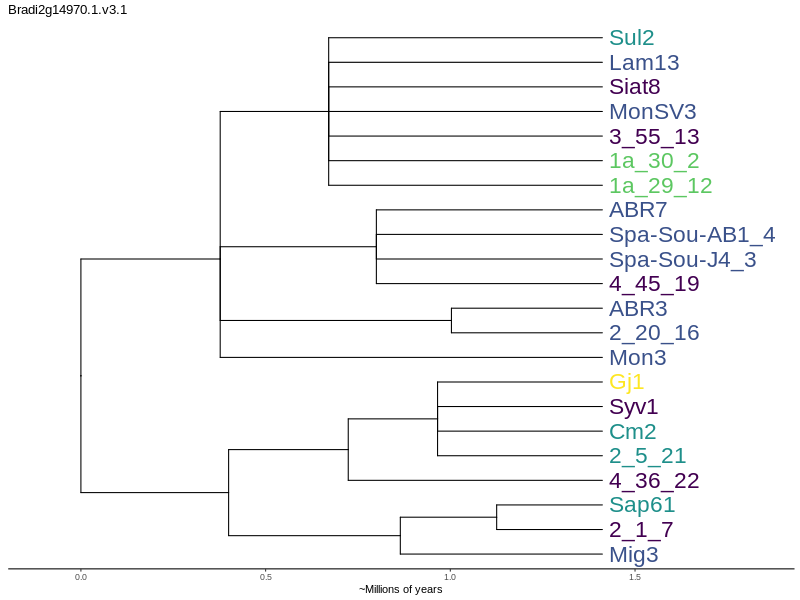 Bradi2g14970.1.v3.1
Sul2
Lam13
Siat8
MonSV3
3_55_13
1a_30_2
1a_29_12
ABR7
Spa-Sou-AB1_4
Spa-Sou-J4_3
4_45_19
ABR3
2_20_16
Mon3
Gj1
Syv1
Cm2
2_5_21
4_36_22
Sap61
2_1_7
Mig3
0.0 0.5 1.0 1.5
~Millions of years